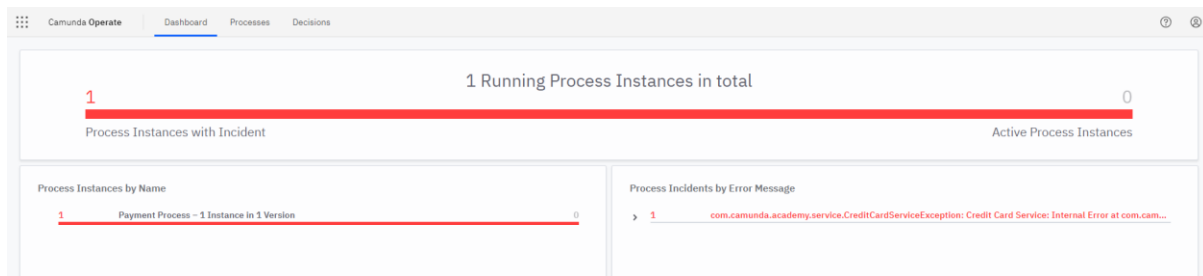 Camunda Operate Dashboard Processes Decisions
1 Running Process Instances in total
1 0
Process Instances with Incident Active Process Instances
Process Instances by Name
1 Payment Process – 1 Instance in 1 Version 0
Process Incidents by Error Message
1 com.camunda.academy.service.CreditCardServiceException: Credit Card Service: Internal Error at com.cam...